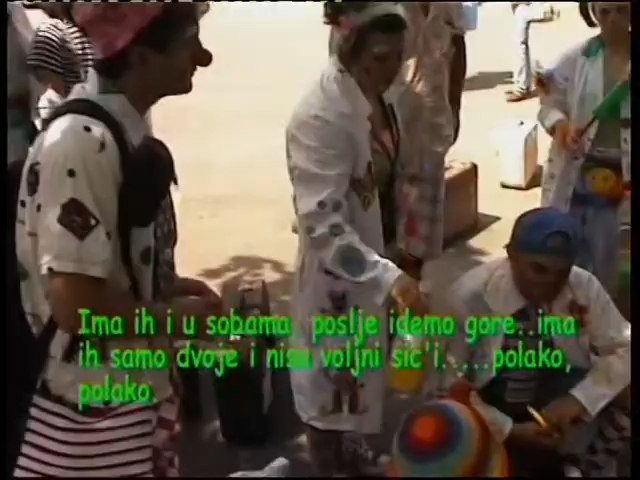 Ima ih i u sobama poslje idemo gore..ima
ih samo dvoje i nisu voljni sic'i.....polako,
polako.